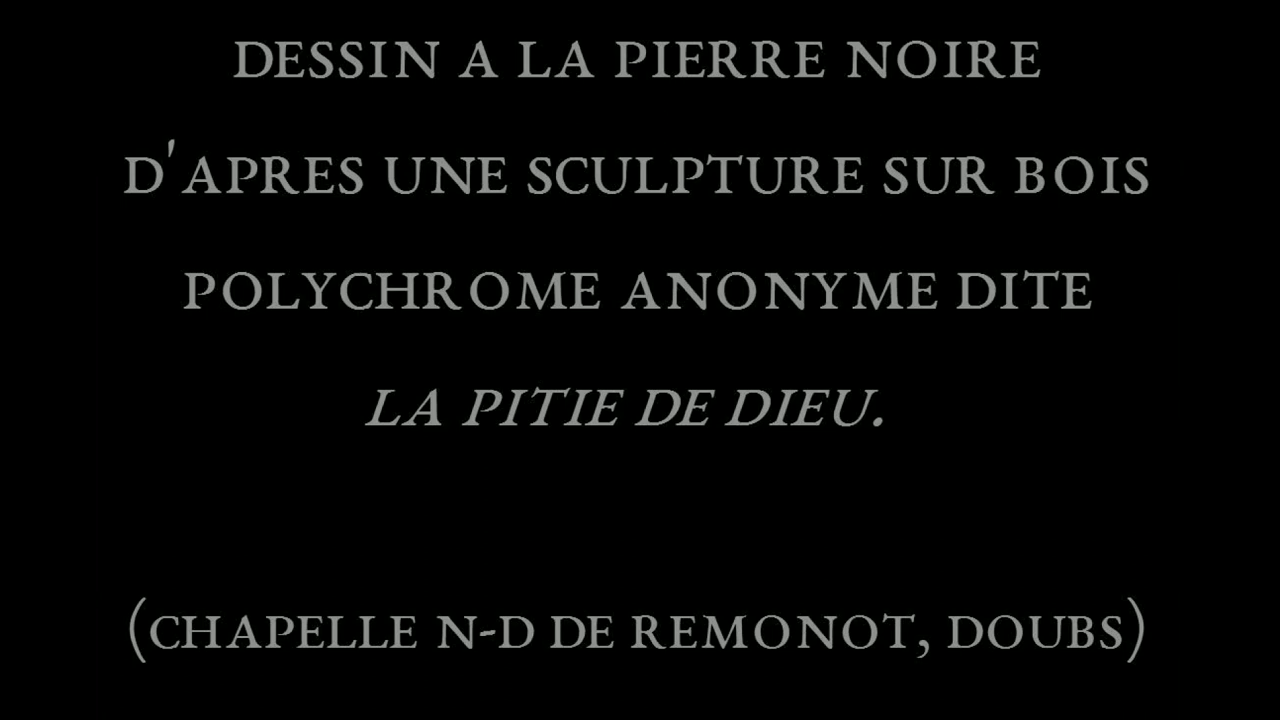 DESSIN A LA PIERRE NOIRE
D'APRES UNE SCULPTURE SUR BOIS
POLYCHROME ANONYME DITE
LA PITIE DE DIEU.
(CHAPELLE N-D DE REMONOT, DOUBS)